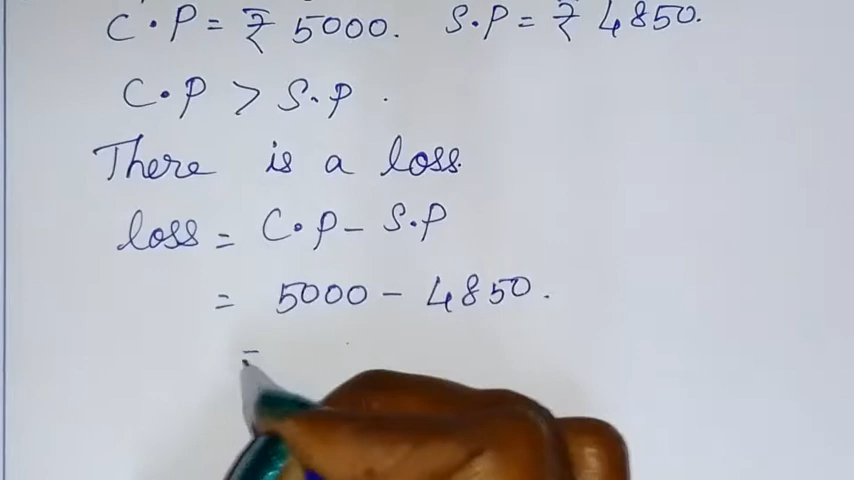 C.P = ₹ 5000. S.P = ₹ 4850.
C.P > S.P.
There is a loss.
loss = C.P - S.P
= 5000 - 4850.
=